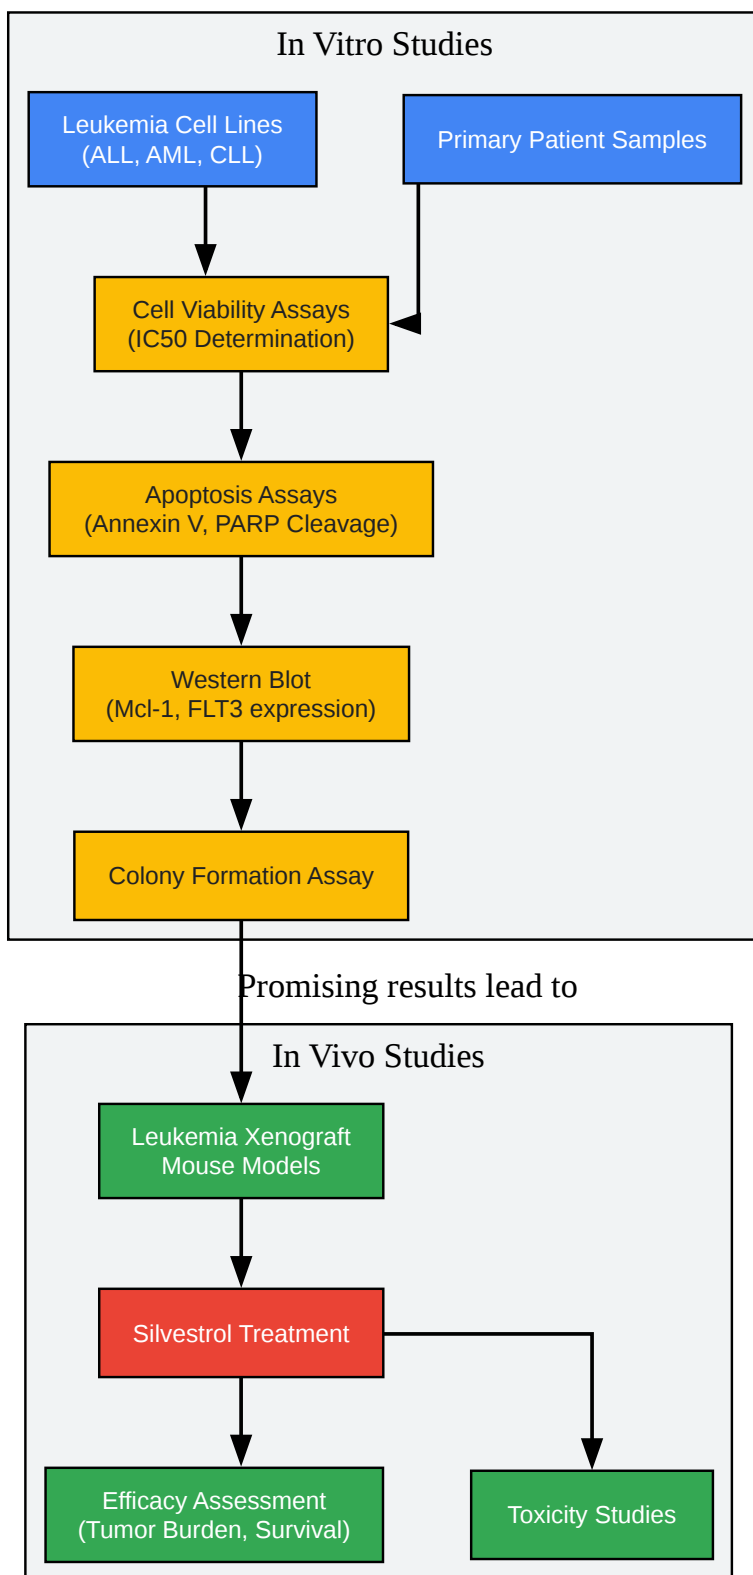 In Vitro Studies
Leukemia Cell Lines
(ALL, AML, CLL)
Primary Patient Samples
Cell Viability Assays
(IC50 Determination)
Apoptosis Assays
(Annexin V, PARP Cleavage)
Western Blot
(Mcl-1, FLT3 expression)
Colony Formation Assay
Promising results lead to
In Vivo Studies
Leukemia Xenograft
Mouse Models
Silvestrol Treatment
Efficacy Assessment
(Tumor Burden, Survival)
Toxicity Studies